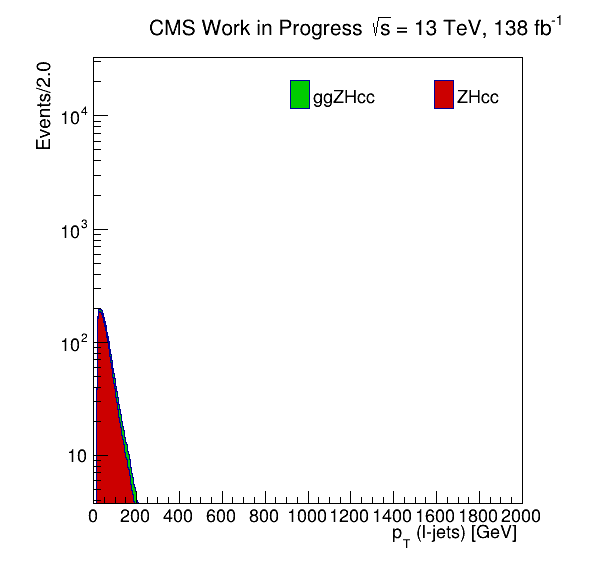 CMS Work in Progress √s = 13 TeV, 138 fb⁻¹
Events/2.0
ggZHcc
ZHcc
10⁴
10³
10²
10
0 200 400 600 800 1000 1200 1400 1600 1800 2000
p_T (l-jets) [GeV]